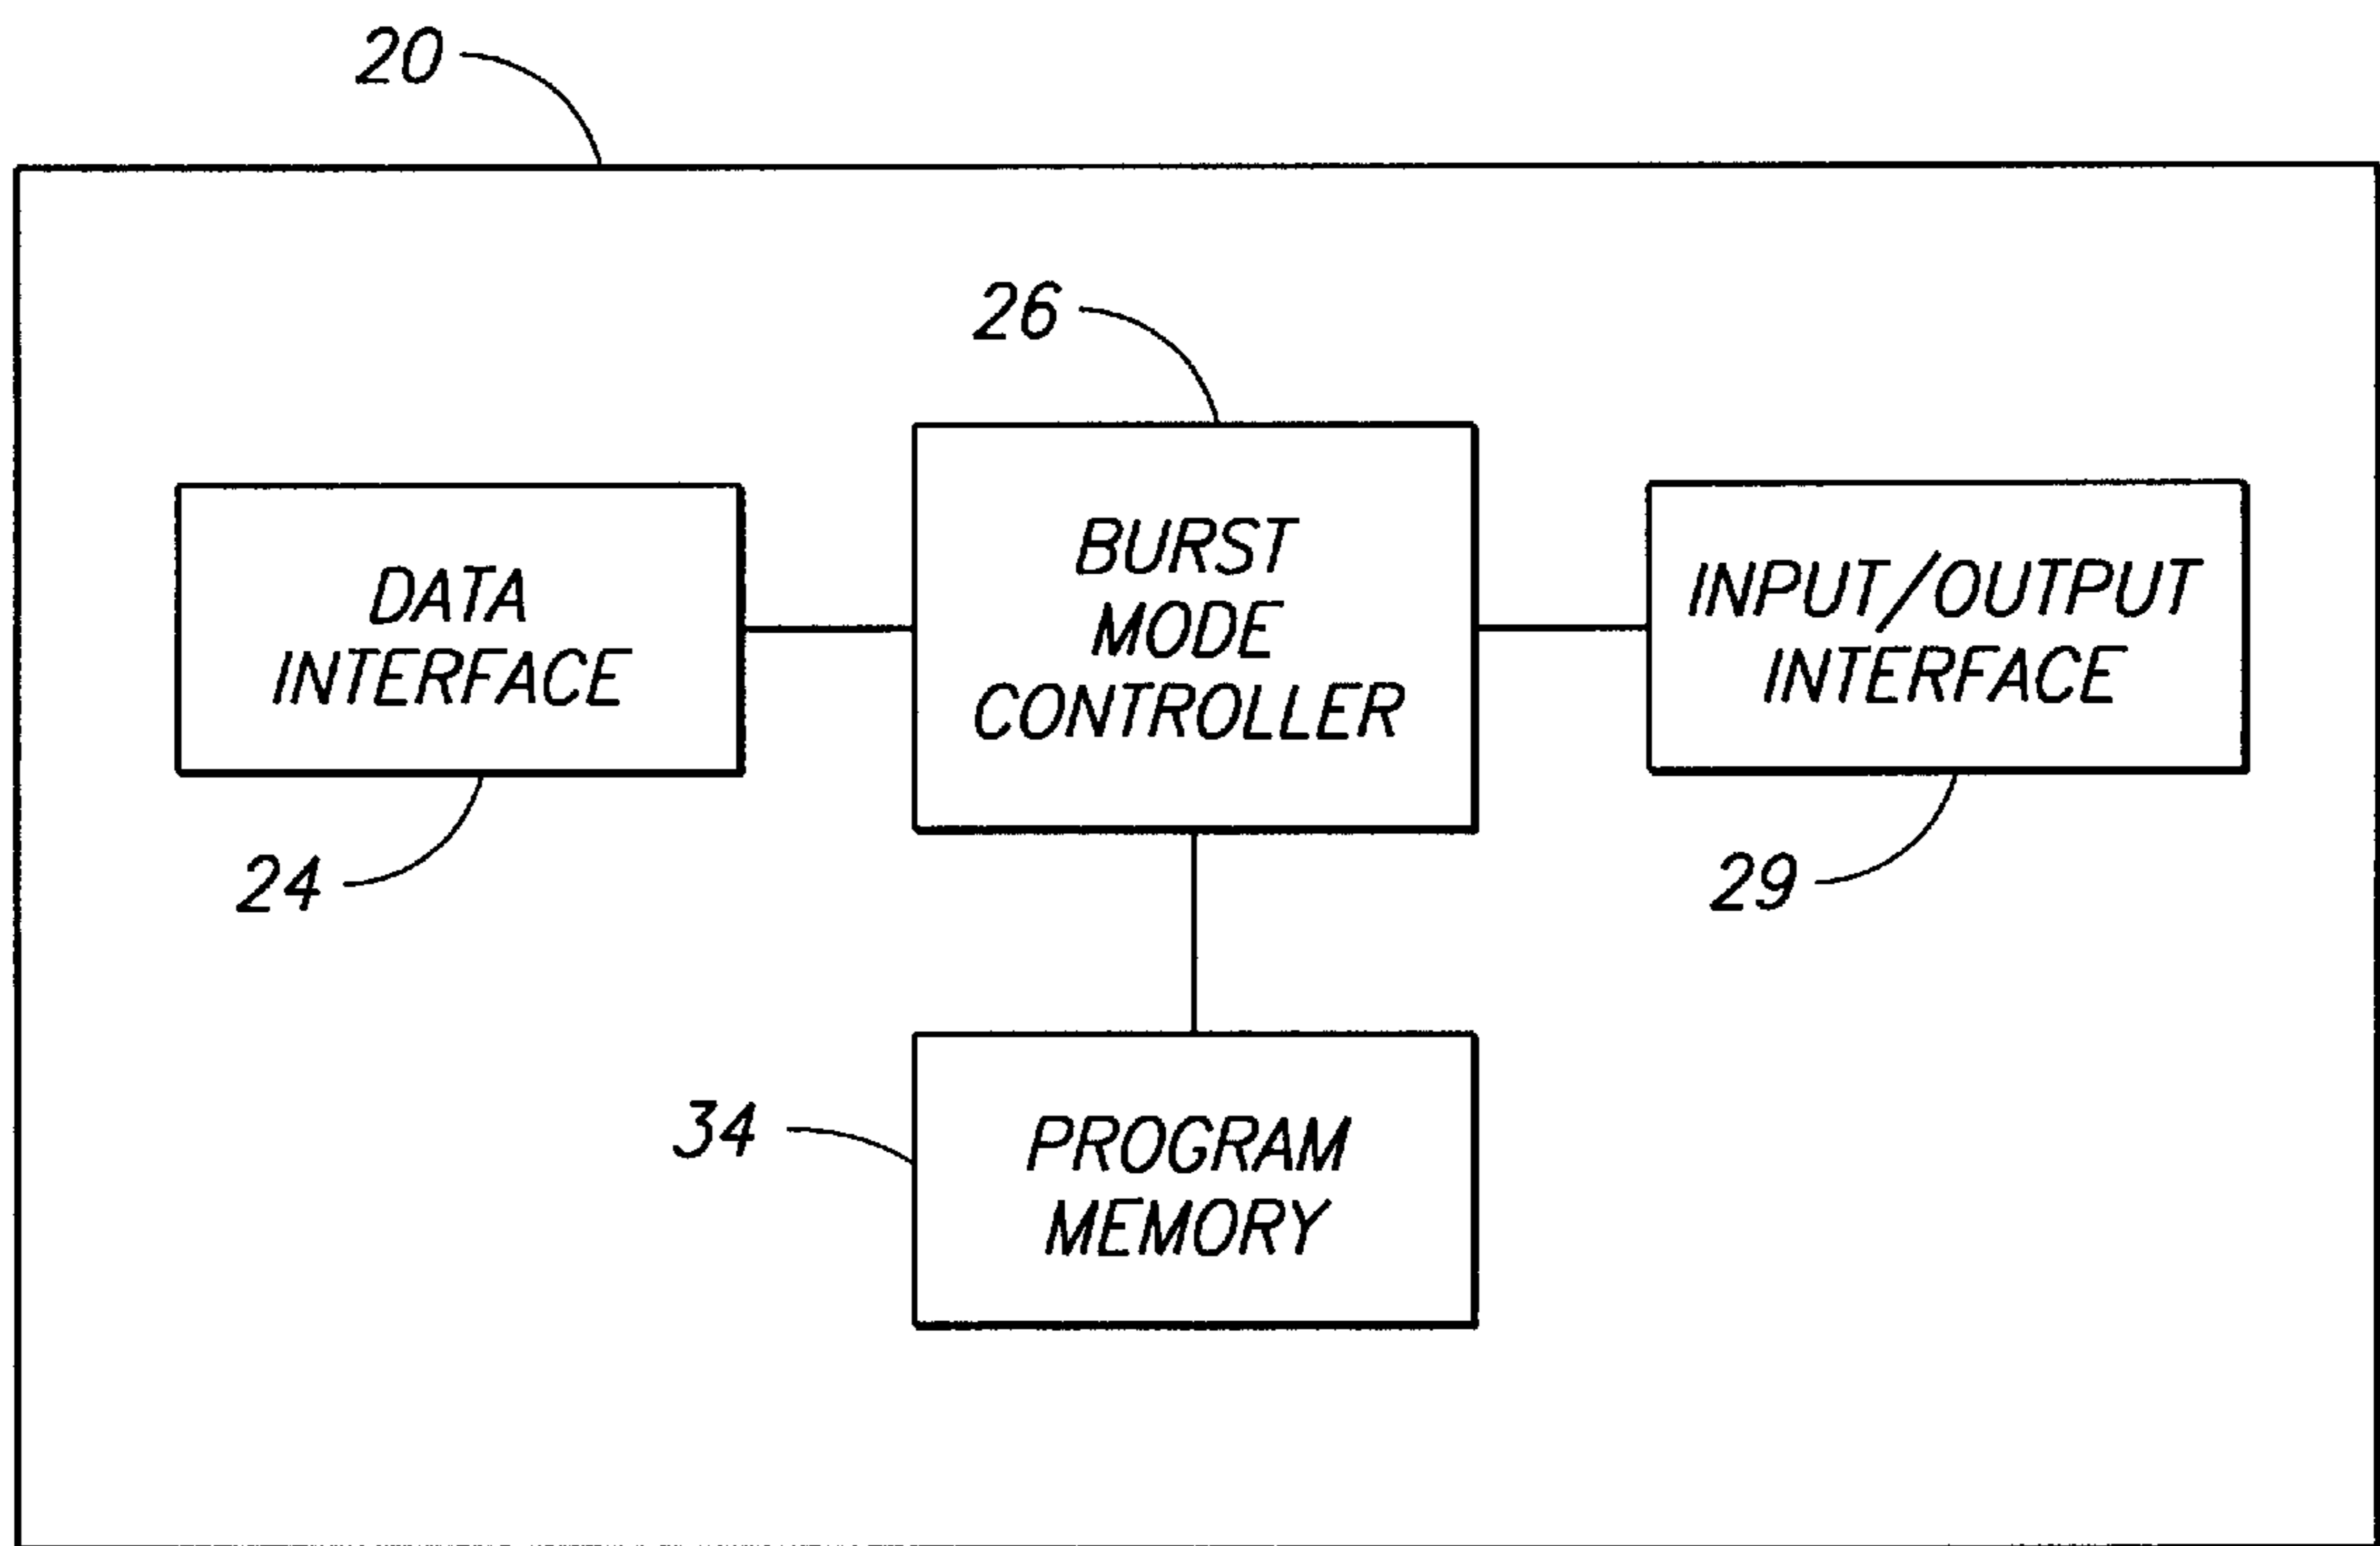 20
26
BURST
MODE
CONTROLLER
DATA
INTERFACE
INPUT/OUTPUT
INTERFACE
24
29
34
PROGRAM
MEMORY